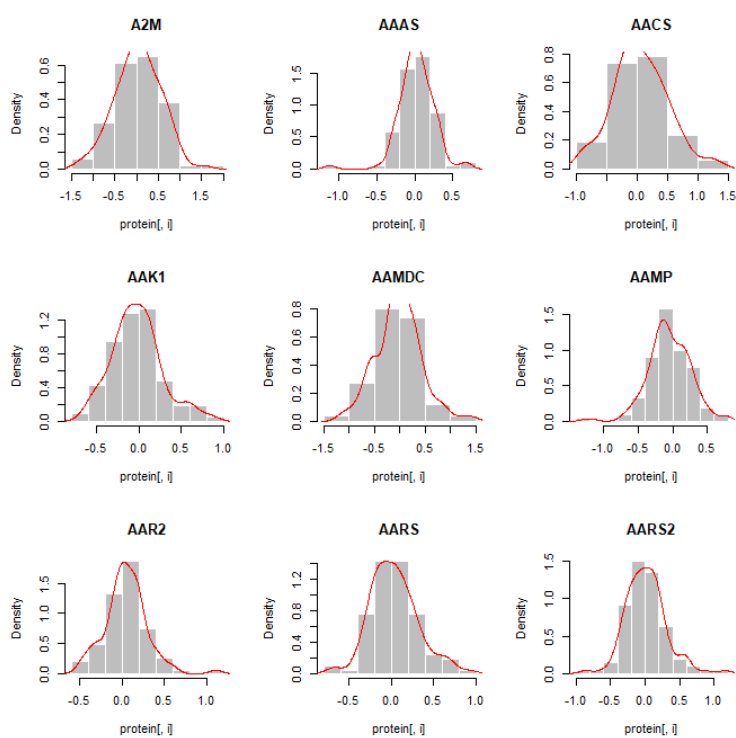 A2M
Density
0.0 0.2 0.4 0.6
-1.5 -0.5 0.5 1.5
protein[, i]
AAAS
Density
0.0 0.5 1.0 1.5
-1.0 -0.5 0.0 0.5
protein[, i]
AACS
Density
0.0 0.2 0.4 0.6 0.8
-1.0 0.0 0.5 1.0 1.5
protein[, i]
AAK1
Density
0.0 0.4 0.8 1.2
-0.5 0.0 0.5 1.0
protein[, i]
AAMDC
Density
0.0 0.2 0.4 0.6 0.8
-1.5 -0.5 0.5 1.5
protein[, i]
AAMP
Density
0.0 0.5 1.0 1.5
-1.0 -0.5 0.0 0.5
protein[, i]
AAR2
Density
0.0 0.5 1.0 1.5
-0.5 0.0 0.5 1.0
protein[, i]
AARS
Density
0.0 0.4 0.8 1.2
-0.5 0.0 0.5 1.0
protein[, i]
AARS2
Density
0.0 0.5 1.0 1.5
-1.0 -0.5 0.0 0.5 1.0
protein[, i]